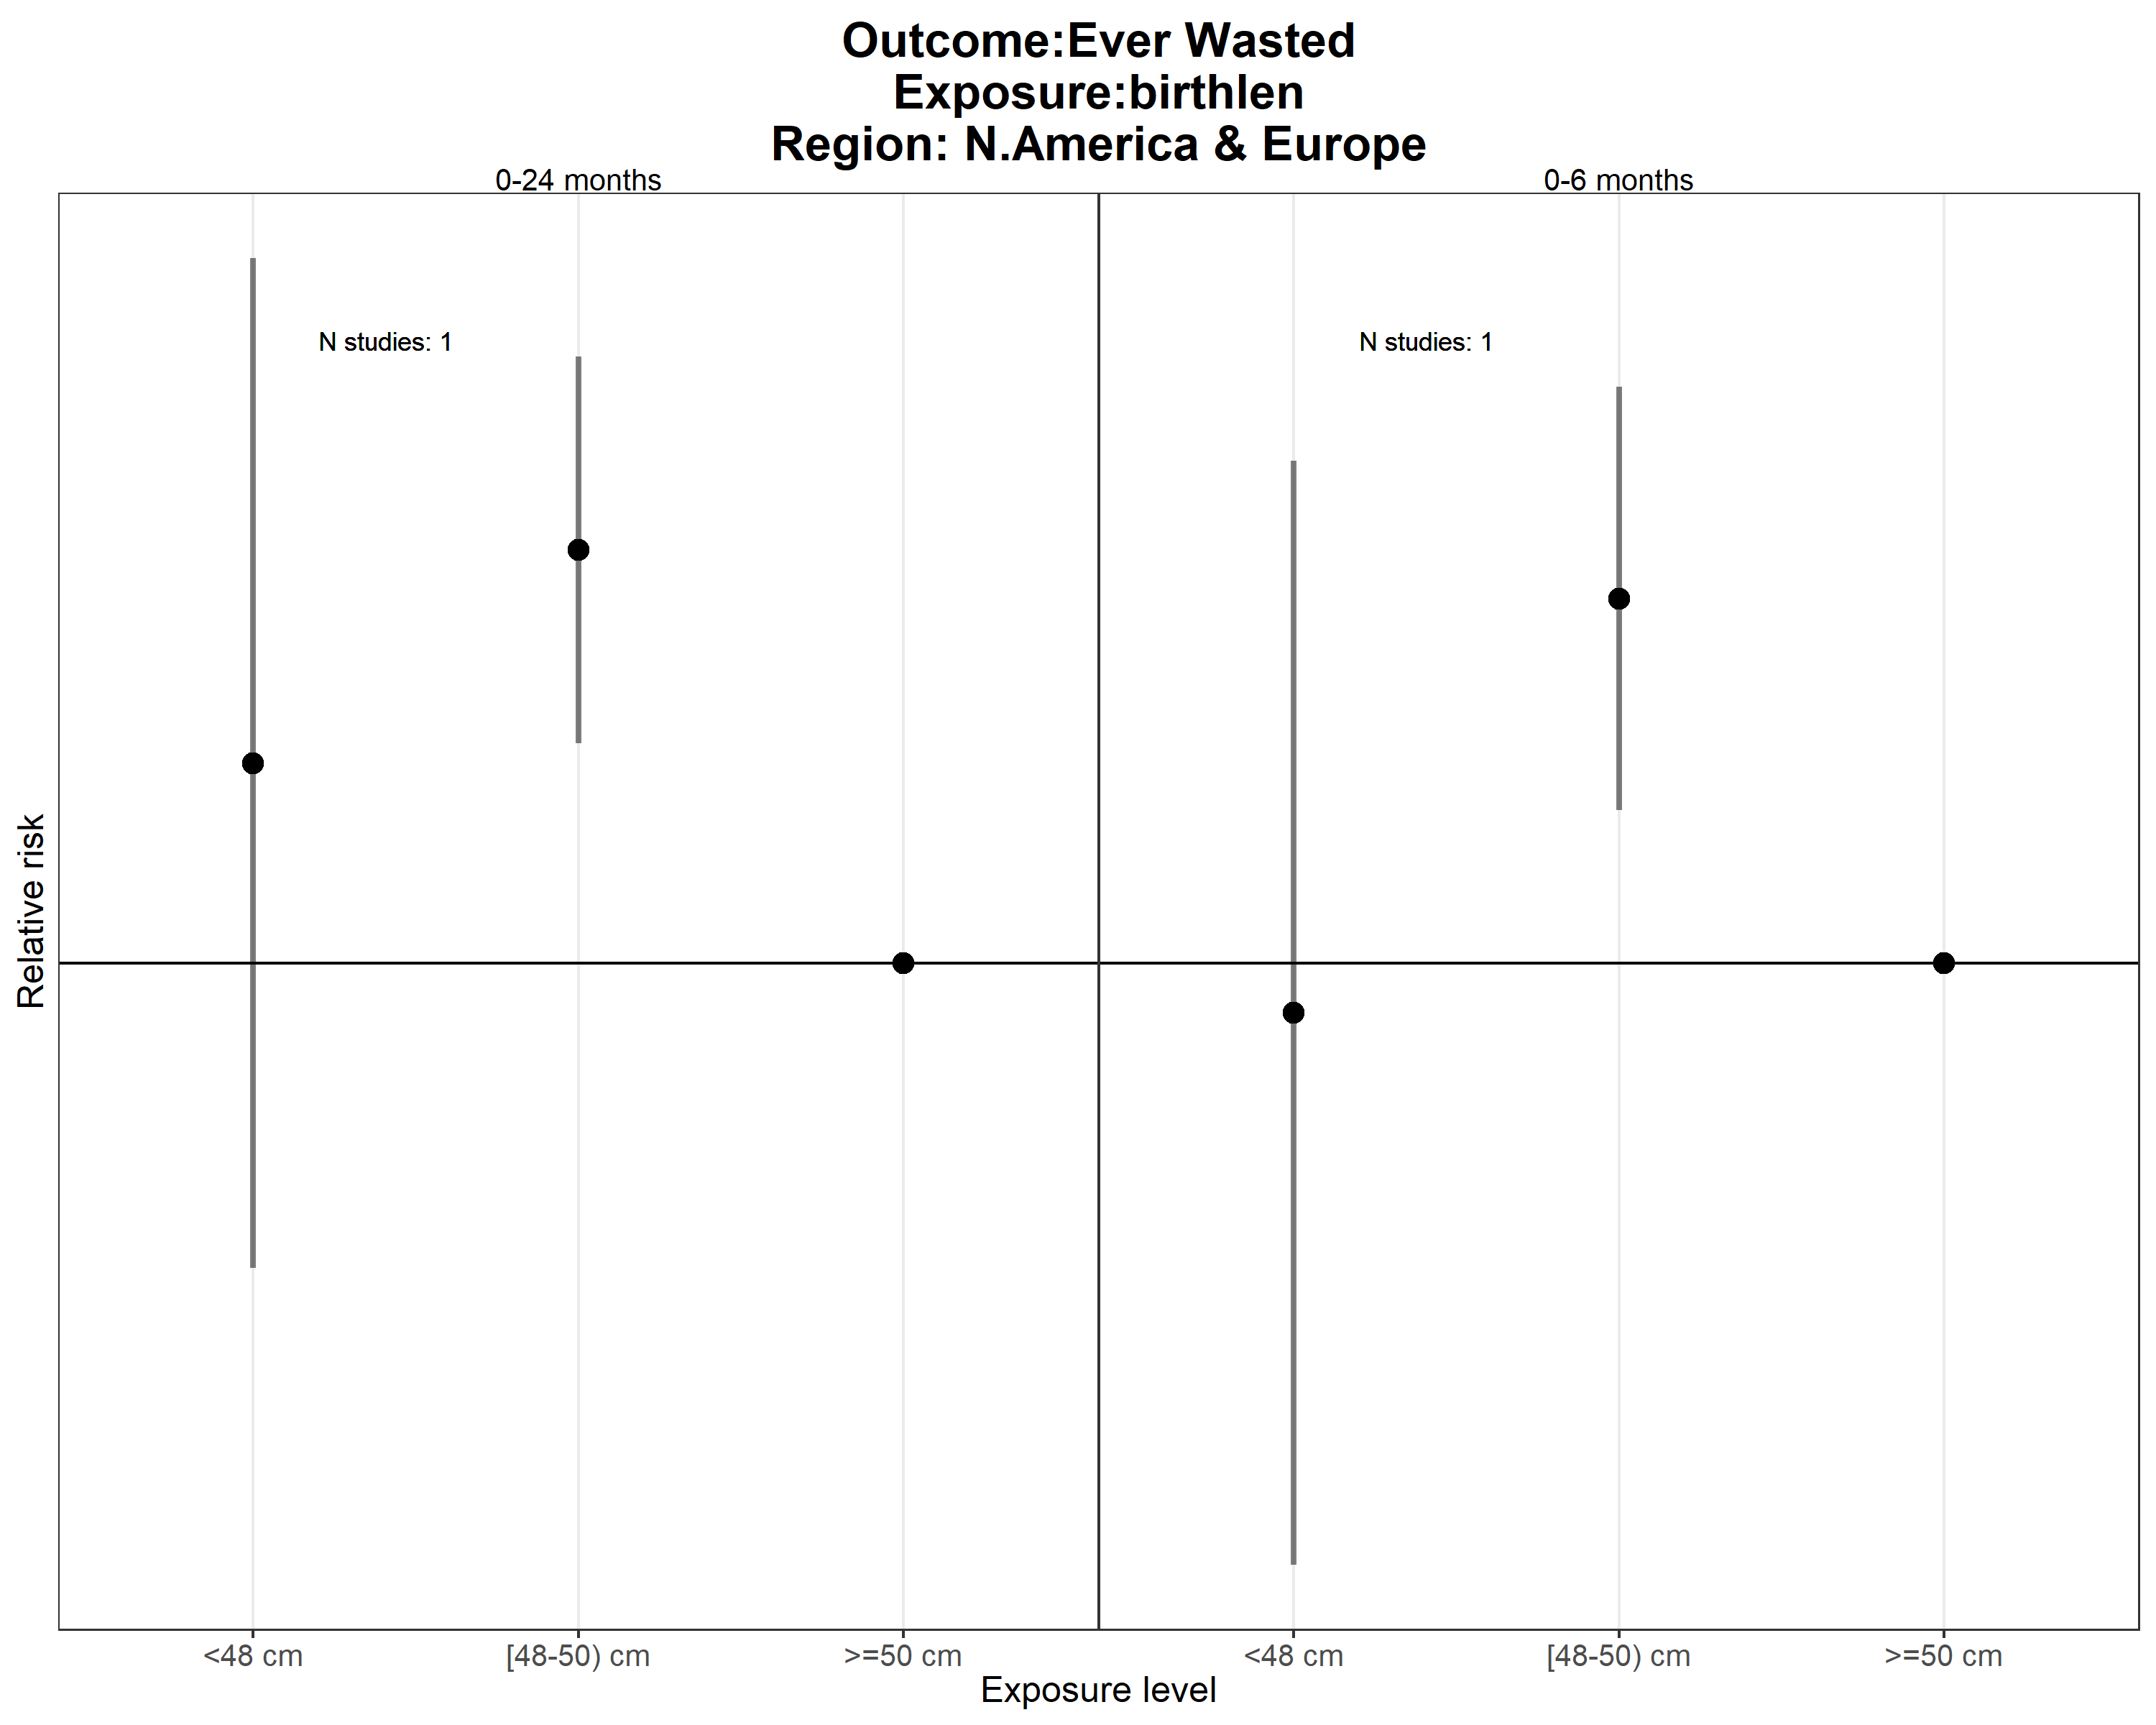 Outcome:Ever Wasted
Exposure:birthlen
Region: N.America & Europe
0-24 months
0-6 months
N studies: 1
N studies: 1
Relative risk
<48 cm
[48-50) cm
>=50 cm
<48 cm
[48-50) cm
>=50 cm
Exposure level